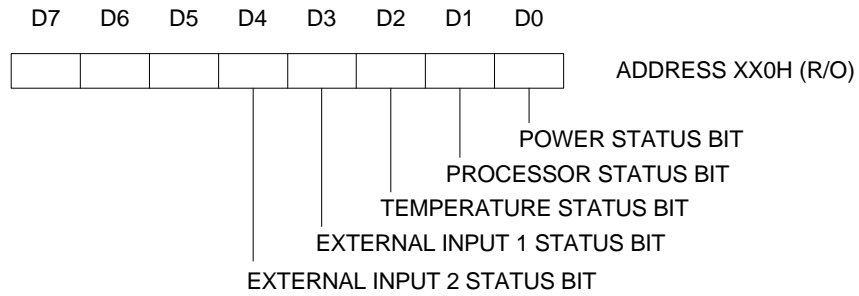 D7 D6 D5 D4 D3 D2 D1 D0
ADDRESS XX0H (R/O)
POWER STATUS BIT
PROCESSOR STATUS BIT
TEMPERATURE STATUS BIT
EXTERNAL INPUT 1 STATUS BIT
EXTERNAL INPUT 2 STATUS BIT